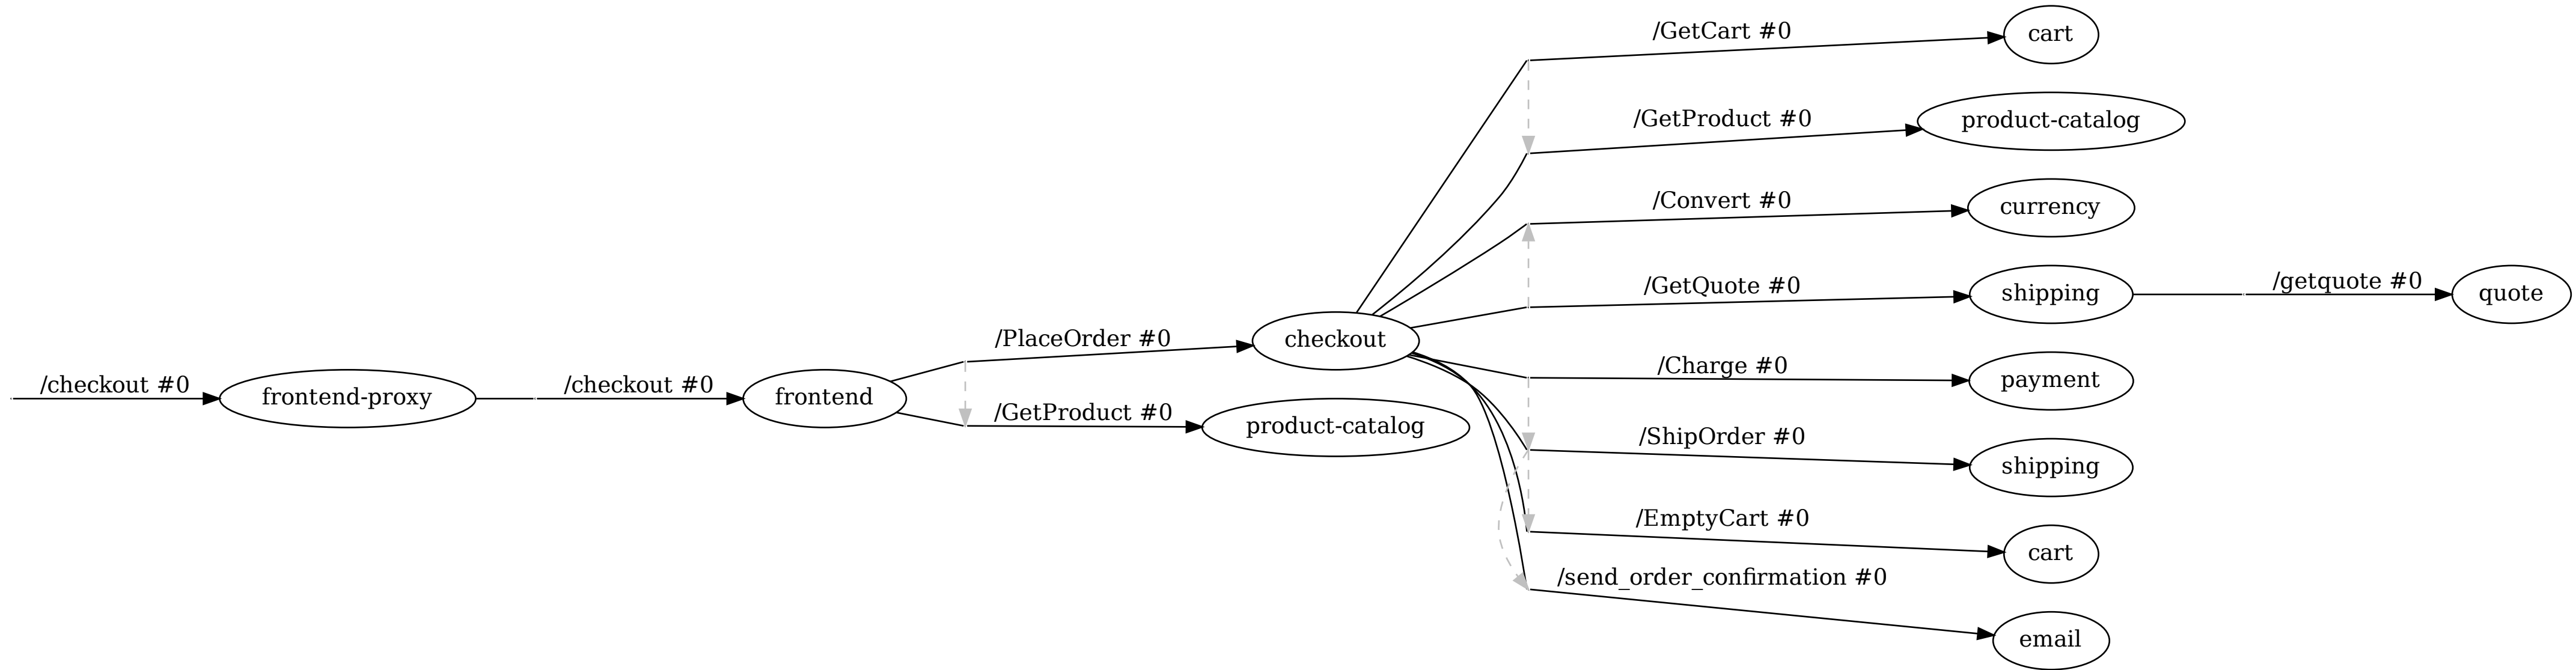 /checkout #0
frontend-proxy
/checkout #0
frontend
/PlaceOrder #0
checkout
/GetProduct #0
product-catalog
/GetCart #0
cart
/GetProduct #0
product-catalog
/Convert #0
currency
/GetQuote #0
shipping
/getquote #0
quote
/Charge #0
payment
/ShipOrder #0
shipping
/EmptyCart #0
cart
/send_order_confirmation #0
email